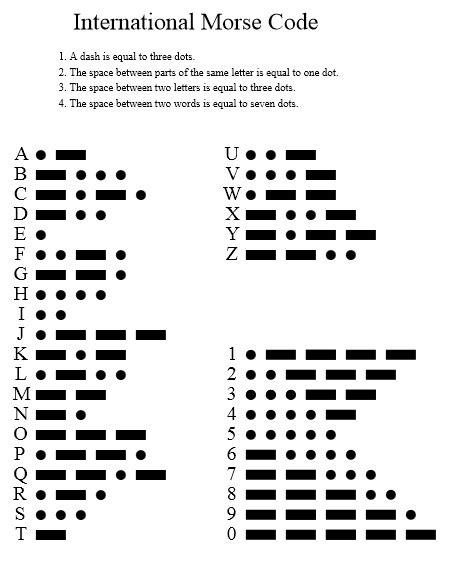 International Morse Code
1. A dash is equal to three dots.
2. The space between parts of the same letter is equal to one dot.
3. The space between two letters is equal to three dots.
4. The space between two words is equal to seven dots.
A
B
C
D
E
F
G
H
I
J
K
L
M
N
O
P
Q
R
S
T
U
V
W
X
Y
Z
1
2
3
4
5
6
7
8
9
0